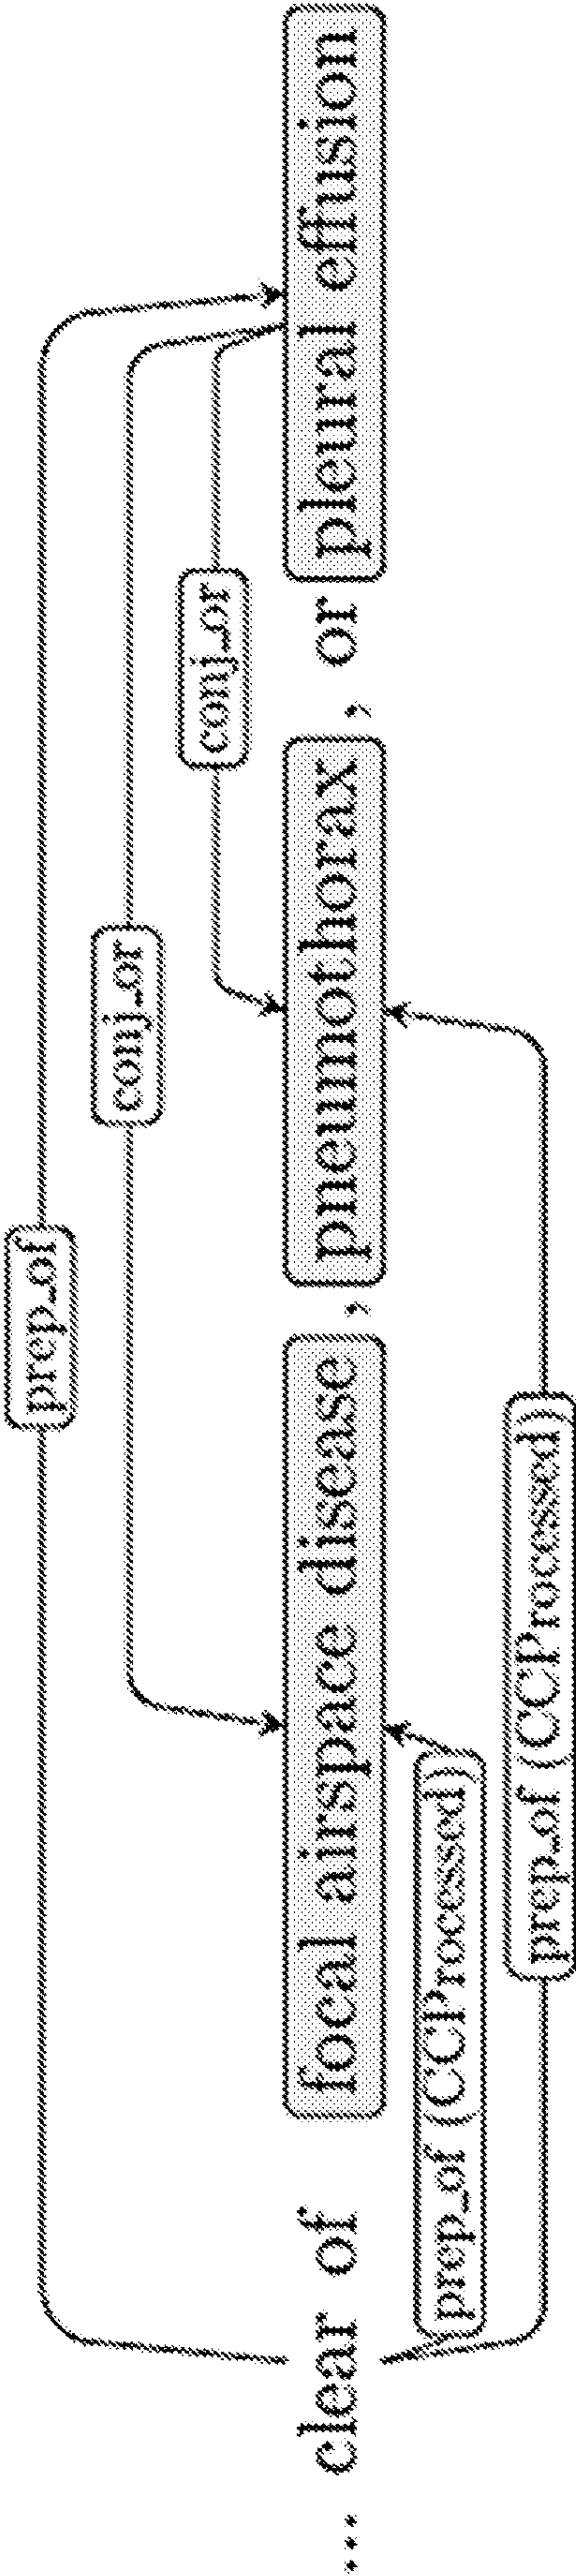 prep_of
conj_or
conj_or
... clear of focal airspace disease , pneumothorax , or pleural effusion
prep_of (CCProcessed)
prep_of (CCProcessed)